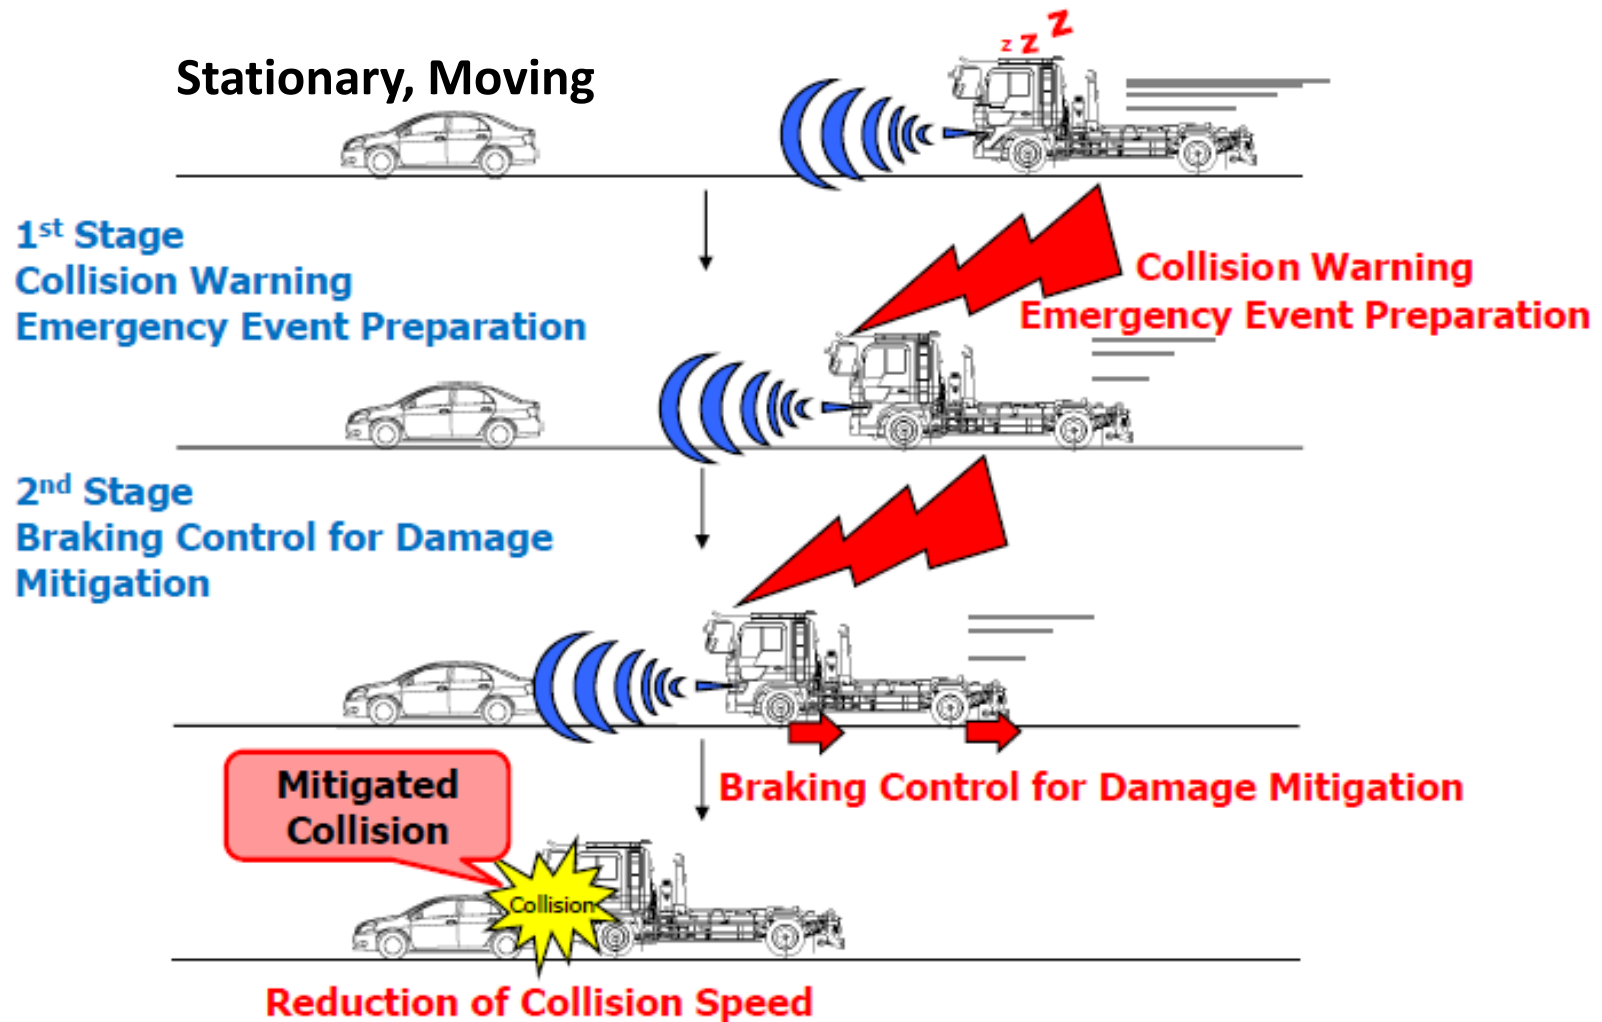 z z z
Stationary, Moving
1st Stage
Collision Warning
Emergency Event Preparation
Collision Warning
Emergency Event Preparation
2nd Stage
Braking Control for Damage
Mitigation
Braking Control for Damage Mitigation
Mitigated
Collision
Collision
Reduction of Collision Speed